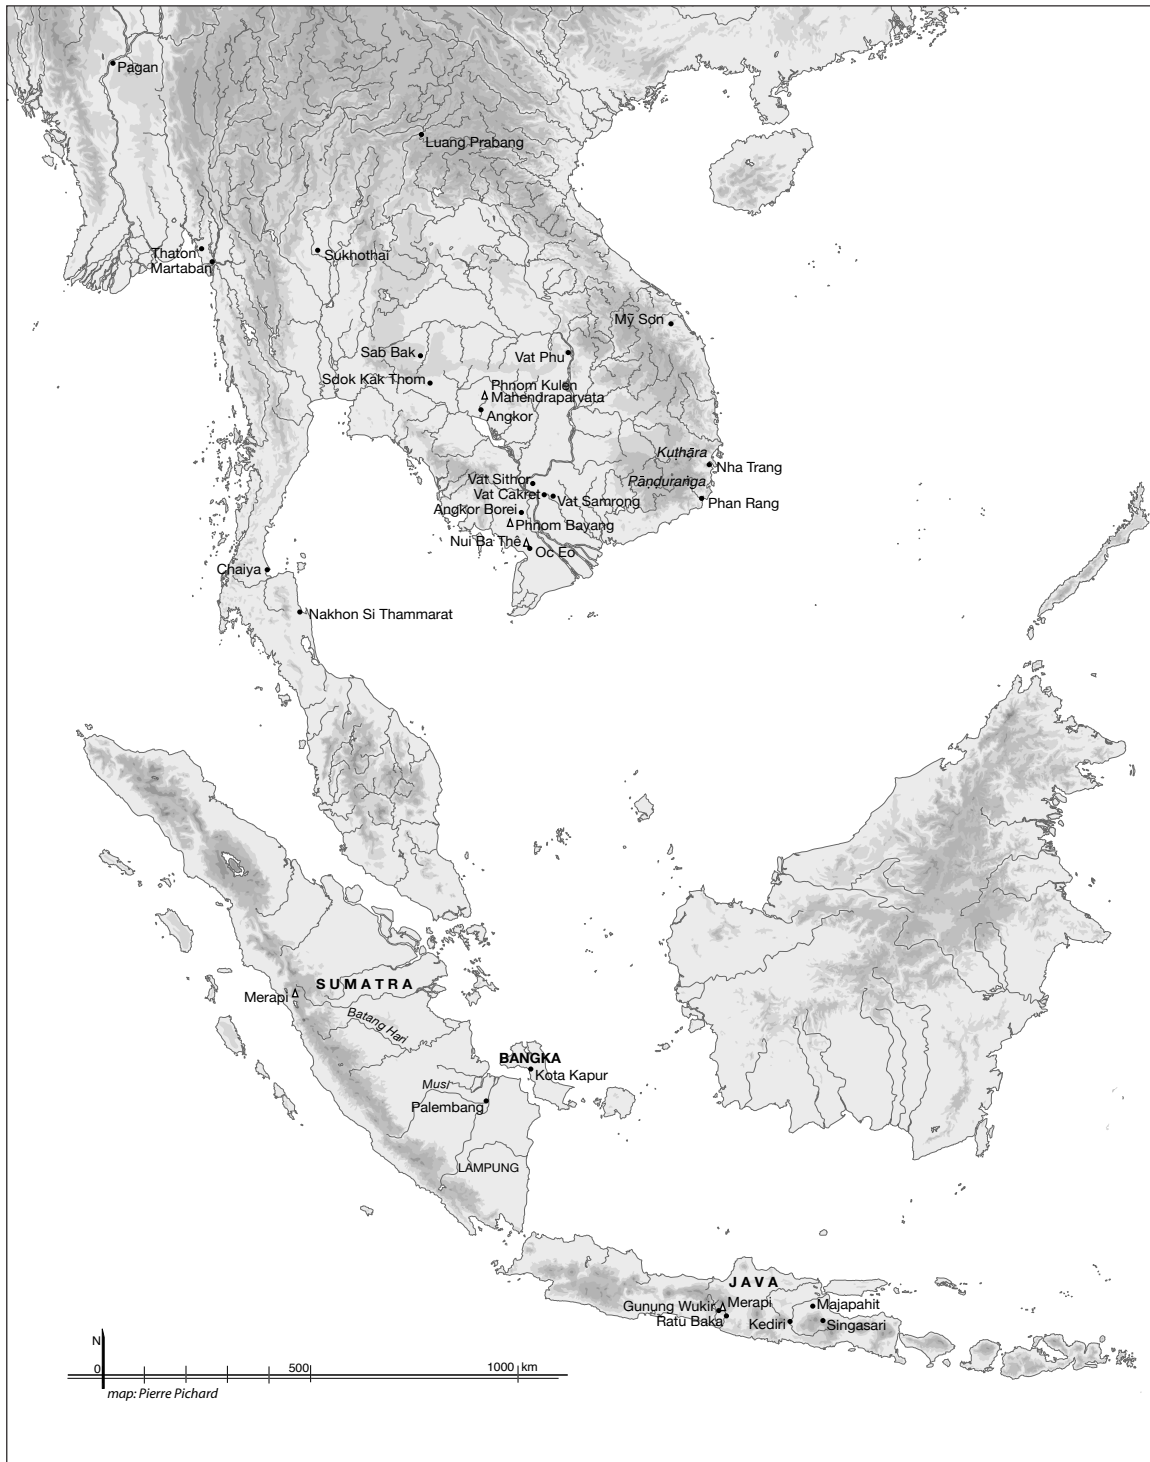 Pagan
Luang Prabang
Thaton
Martaban
Sukhothai
Mỹ Sơn
Sab Bak
Vat Phu
Sdok Kak Thom
Phnom Kulen
Mahendraparvata
Angkor
Kuṭhāra
Nha Trang
Vat Sithor
Pāṇḍuraṅga
Vat Cakret
Vat Samrong
Phan Rang
Angkor Borei
Phnom Bayang
Nui Ba Thê
Oc Eo
Chaiya
Nakhon Si Thammarat
SUMATRA
Merapi
Batang Hari
BANGKA
Kota Kapur
Musi
Palembang
LAMPUNG
JAVA
Gunung Wukir
Merapi
Majapahit
Ratu Baka
Kediri
Singasari
N
0 500 1000 km
map: Pierre Pichard